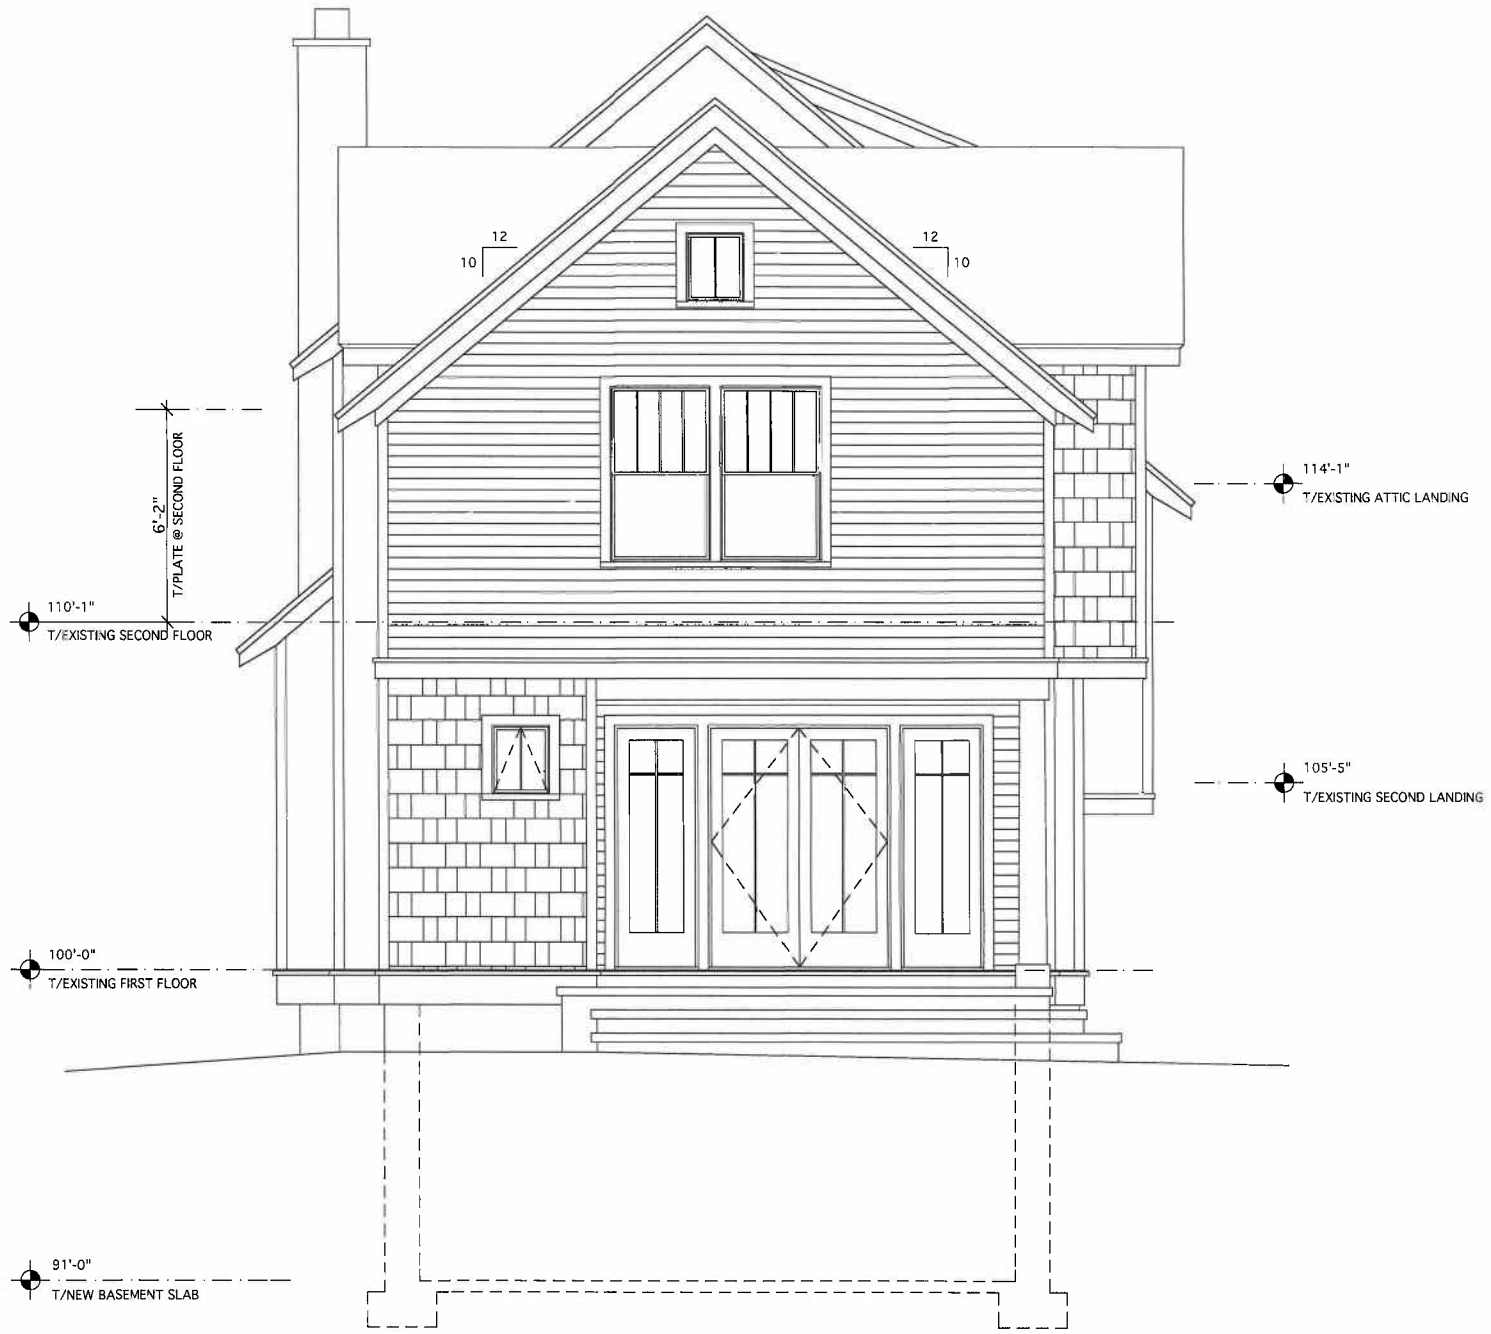 12
10
12
10
6'-2"
T/PLATE @ SECOND FLOOR
114'-1"
T/EXISTING ATTIC LANDING
110'-1"
T/EXISTING SECOND FLOOR
105'-5"
T/EXISTING SECOND LANDING
100'-0"
T/EXISTING FIRST FLOOR
91'-0"
T/NEW BASEMENT SLAB